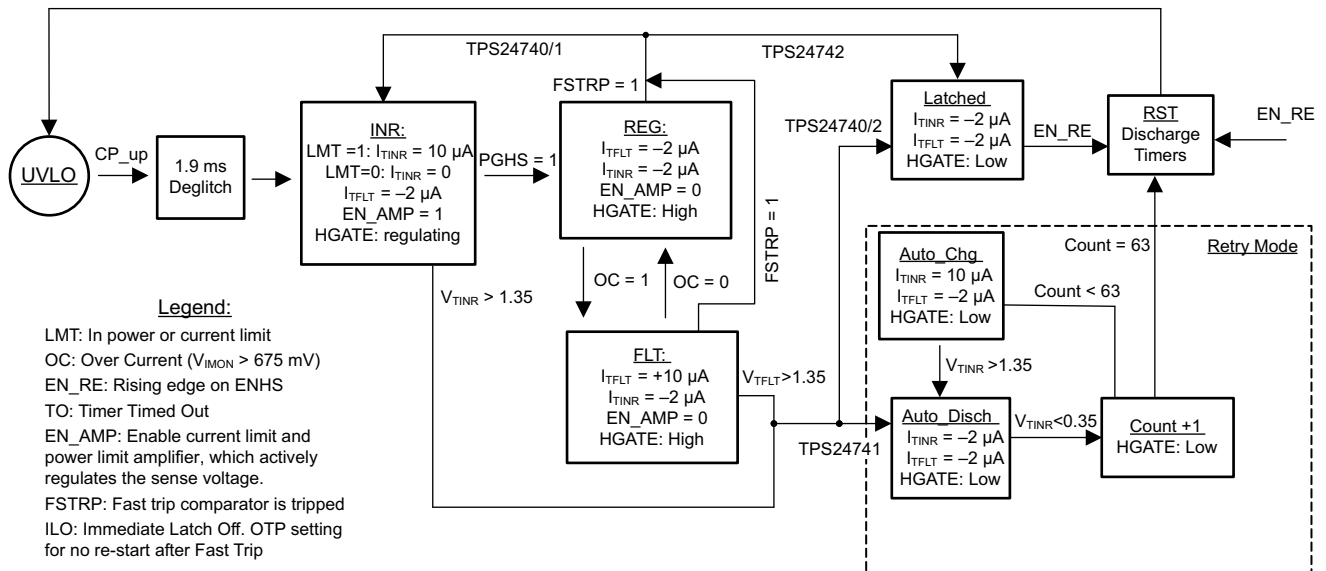 TPS24740/1
TPS24742
FSTRP = 1
UVLO
CP_up
1.9 ms
Deglitch
INR:
LMT =1: I_TINR = 10 µA
LMT=0: I_TINR = 0
I_TFLT = –2 µA
EN_AMP = 1
HGATE: regulating
PGHS = 1
REG:
I_TFLT = –2 µA
I_TINR = –2 µA
EN_AMP = 0
HGATE: High
TPS24740/2
Latched
I_TINR = –2 µA
I_TFLT = –2 µA
HGATE: Low
EN_RE
RST
Discharge
Timers
EN_RE
V_TINR > 1.35
OC = 1
OC = 0
FSTRP = 1
FLT:
I_TFLT = +10 µA
I_TINR = –2 µA
EN_AMP = 0
HGATE: High
V_TFLT>1.35
TPS24741
Retry Mode
Auto_Chg
I_TINR = 10 µA
I_TFLT = –2 µA
HGATE: Low
Count = 63
Count < 63
V_TINR >1.35
Auto_Disch
I_TINR = –2 µA
I_TFLT = –2 µA
HGATE: Low
V_TINR<0.35
Count +1
HGATE: Low
Legend:
LMT: In power or current limit
OC: Over Current (V_IMON > 675 mV)
EN_RE: Rising edge on ENHS
TO: Timer Timed Out
EN_AMP: Enable current limit and
power limit amplifier, which actively
regulates the sense voltage.
FSTRP: Fast trip comparator is tripped
ILO: Immediate Latch Off. OTP setting
for no re-start after Fast Trip